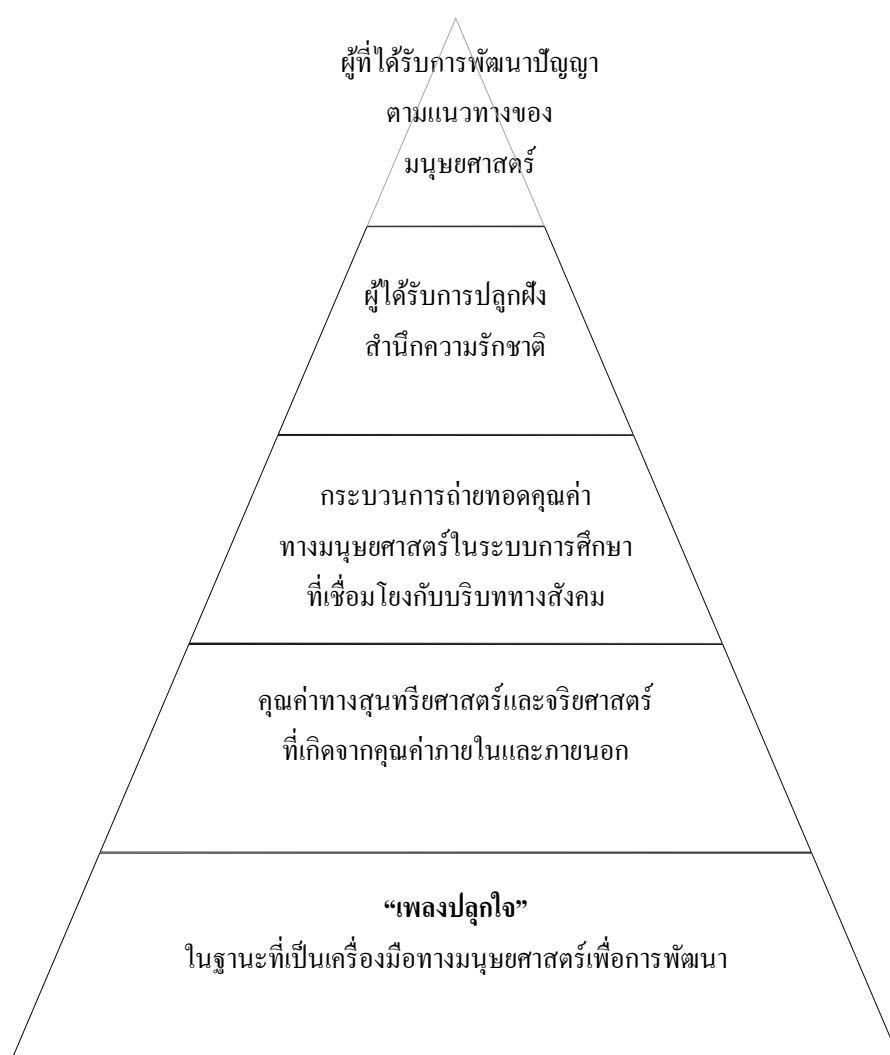 ผู้ที่ได้รับการพัฒนาปัญญา
ตามแนวทางของ
มนุษยศาสตร์
ผู้ได้รับการปลูกฝัง
สำนึกความรักชาติ
กระบวนการถ่ายทอดคุณค่า
ทางมนุษยศาสตร์ในระบบการศึกษา
ที่เชื่อมโยงกับบริบททางสังคม
คุณค่าทางสุนทรียศาสตร์และจริยศาสตร์
ที่เกิดจากคุณค่าภายในและภายนอก
“เพลงปลุกใจ”
ในฐานะที่เป็นเครื่องมือทางมนุษยศาสตร์เพื่อการพัฒนา